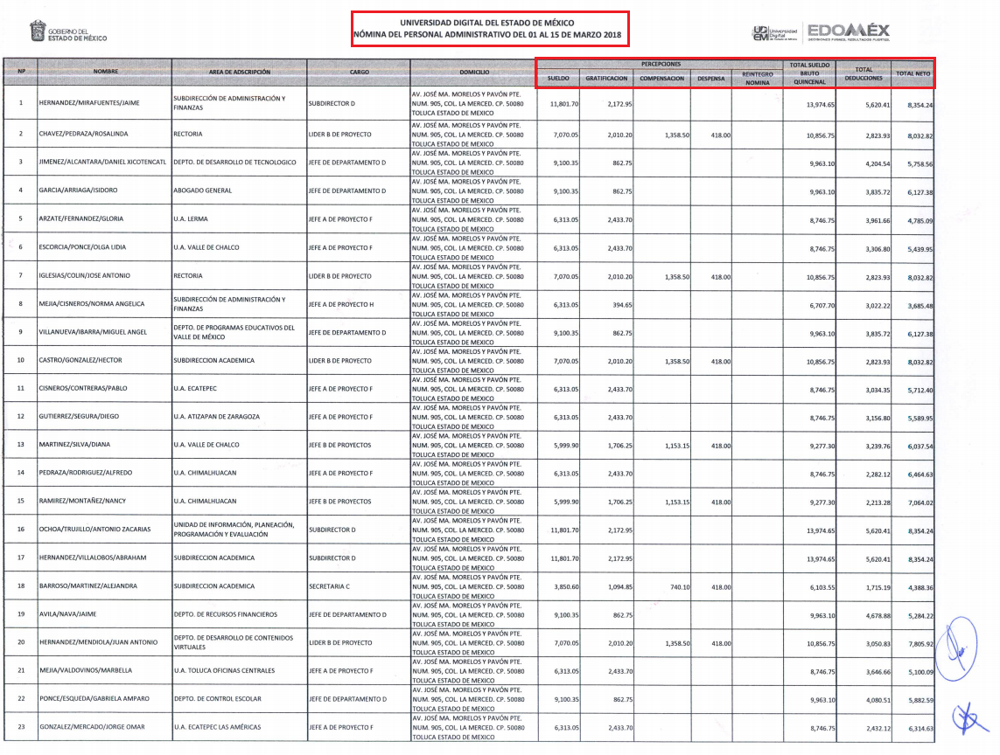 GOBIERNO DEL
ESTADO DE MÉXICO
UNIVERSIDAD DIGITAL DEL ESTADO DE MÉXICO
NÓMINA DEL PERSONAL ADMINISTRATIVO DEL 01 AL 15 DE MARZO 2018
UDEM Universidad Digital del Estado de México
EDOMÉX
DECISIONES FIRMES, RESULTADOS FUERTES.
NP NOMBRE AREA DE ADSCRIPCIÓN CARGO DOMICILIO PERCEPCIONES TOTAL SUELDO BRUTO QUINCENAL TOTAL DEDUCCIONES TOTAL NETO
SUELDO GRATIFICACION COMPENSACION DESPENSA REINTEGRO NOMINA
1 HERNANDEZ/MIRAFUENTES/JAIME SUBDIRECCIÓN DE ADMINISTRACIÓN Y FINANZAS SUBDIRECTOR D AV. JOSÉ MA. MORELOS Y PAVÓN PTE. NUM. 905, COL. LA MERCED. CP. 50080 TOLUCA ESTADO DE MEXICO 11,801.70 2,172.95 13,974.65 5,620.41 8,354.24
2 CHAVEZ/PEDRAZA/ROSALINDA RECTORIA LIDER B DE PROYECTO AV. JOSÉ MA. MORELOS Y PAVÓN PTE. NUM. 905, COL. LA MERCED. CP. 50080 TOLUCA ESTADO DE MEXICO 7,070.05 2,010.20 1,358.50 418.00 10,856.75 2,823.93 8,032.82
3 JIMENEZ/ALCANTARA/DANIEL XICOTENCATL DEPTO. DE DESARROLLO DE TECNOLOGICO JEFE DE DEPARTAMENTO D AV. JOSÉ MA. MORELOS Y PAVÓN PTE. NUM. 905, COL. LA MERCED. CP. 50080 TOLUCA ESTADO DE MEXICO 9,100.35 862.75 9,963.10 4,204.54 5,758.56
4 GARCIA/ARRIAGA/ISIDORO ABOGADO GENERAL JEFE DE DEPARTAMENTO D AV. JOSÉ MA. MORELOS Y PAVÓN PTE. NUM. 905, COL. LA MERCED. CP. 50080 TOLUCA ESTADO DE MEXICO 9,100.35 862.75 9,963.10 3,835.72 6,127.38
5 ARZATE/FERNANDEZ/GLORIA U.A. LERMA JEFE A DE PROYECTO F AV. JOSÉ MA. MORELOS Y PAVÓN PTE. NUM. 905, COL. LA MERCED. CP. 50080 TOLUCA ESTADO DE MEXICO 6,313.05 2,433.70 8,746.75 3,961.66 4,785.09
6 ESCORCIA/PONCE/OLGA LIDIA U.A. VALLE DE CHALCO JEFE A DE PROYECTO F AV. JOSÉ MA. MORELOS Y PAVÓN PTE. NUM. 905, COL. LA MERCED. CP. 50080 TOLUCA ESTADO DE MEXICO 6,313.05 2,433.70 8,746.75 3,306.80 5,439.95
7 IGLESIAS/COLIN/JOSE ANTONIO RECTORIA LIDER B DE PROYECTO AV. JOSÉ MA. MORELOS Y PAVÓN PTE. NUM. 905, COL. LA MERCED. CP. 50080 TOLUCA ESTADO DE MEXICO 7,070.05 2,010.20 1,358.50 418.00 10,856.75 2,823.93 8,032.82
8 MEJIA/CISNEROS/NORMA ANGELICA SUBDIRECCIÓN DE ADMINISTRACIÓN Y FINANZAS JEFE A DE PROYECTO H AV. JOSÉ MA. MORELOS Y PAVÓN PTE. NUM. 905, COL. LA MERCED. CP. 50080 TOLUCA ESTADO DE MEXICO 6,313.05 394.65 6,707.70 3,022.22 3,685.48
9 VILLANUEVA/IBARRA/MIGUEL ANGEL DEPTO. DE PROGRAMAS EDUCATIVOS DEL VALLE DE MÉXICO JEFE DE DEPARTAMENTO D AV. JOSÉ MA. MORELOS Y PAVÓN PTE. NUM. 905, COL. LA MERCED. CP. 50080 TOLUCA ESTADO DE MEXICO 9,100.35 862.75 9,963.10 3,835.72 6,127.38
10 CASTRO/GONZALEZ/HECTOR SUBDIRECCION ACADEMICA LIDER B DE PROYECTO AV. JOSÉ MA. MORELOS Y PAVÓN PTE. NUM. 905, COL. LA MERCED. CP. 50080 TOLUCA ESTADO DE MEXICO 7,070.05 2,010.20 1,358.50 418.00 10,856.75 2,823.93 8,032.82
11 CISNEROS/CONTRERAS/PABLO U.A. ECATEPEC JEFE A DE PROYECTO F AV. JOSÉ MA. MORELOS Y PAVÓN PTE. NUM. 905, COL. LA MERCED. CP. 50080 TOLUCA ESTADO DE MEXICO 6,313.05 2,433.70 8,746.75 3,034.35 5,712.40
12 GUTIERREZ/SEGURA/DIEGO U.A. ATIZAPAN DE ZARAGOZA JEFE A DE PROYECTO F AV. JOSÉ MA. MORELOS Y PAVÓN PTE. NUM. 905, COL. LA MERCED. CP. 50080 TOLUCA ESTADO DE MEXICO 6,313.05 2,433.70 8,746.75 3,156.80 5,589.95
13 MARTINEZ/SILVA/DIANA U.A. VALLE DE CHALCO JEFE B DE PROYECTOS AV. JOSÉ MA. MORELOS Y PAVÓN PTE. NUM. 905, COL. LA MERCED. CP. 50080 TOLUCA ESTADO DE MEXICO 5,999.90 1,706.25 1,153.15 418.00 9,277.30 3,239.76 6,037.54
14 PEDRAZA/RODRIGUEZ/ALFREDO U.A. CHIMALHUACAN JEFE A DE PROYECTO F AV. JOSÉ MA. MORELOS Y PAVÓN PTE. NUM. 905, COL. LA MERCED. CP. 50080 TOLUCA ESTADO DE MEXICO 6,313.05 2,433.70 8,746.75 2,282.12 6,464.63
15 RAMIREZ/MONTAÑEZ/NANCY U.A. CHIMALHUACAN JEFE B DE PROYECTOS AV. JOSÉ MA. MORELOS Y PAVÓN PTE. NUM. 905, COL. LA MERCED. CP. 50080 TOLUCA ESTADO DE MEXICO 5,999.90 1,706.25 1,153.15 418.00 9,277.30 2,213.28 7,064.02
16 OCHOA/TRUJILLO/ANTONIO ZACARIAS UNIDAD DE INFORMACIÓN, PLANEACIÓN, PROGRAMACIÓN Y EVALUACIÓN SUBDIRECTOR D AV. JOSÉ MA. MORELOS Y PAVÓN PTE. NUM. 905, COL. LA MERCED. CP. 50080 TOLUCA ESTADO DE MEXICO 11,801.70 2,172.95 13,974.65 5,620.41 8,354.24
17 HERNANDEZ/VILLALOBOS/ABRAHAM SUBDIRECCION ACADEMICA SUBDIRECTOR D AV. JOSÉ MA. MORELOS Y PAVÓN PTE. NUM. 905, COL. LA MERCED. CP. 50080 TOLUCA ESTADO DE MEXICO 11,801.70 2,172.95 13,974.65 5,620.41 8,354.24
18 BARROSO/MARTINEZ/ALEJANDRA SUBDIRECCION ACADEMICA SECRETARIA C AV. JOSÉ MA. MORELOS Y PAVÓN PTE. NUM. 905, COL. LA MERCED. CP. 50080 TOLUCA ESTADO DE MEXICO 3,850.60 1,094.85 740.10 418.00 6,103.55 1,715.19 4,388.36
19 AVILA/NAVA/JAIME DEPTO. DE RECURSOS FINANCIEROS JEFE DE DEPARTAMENTO D AV. JOSÉ MA. MORELOS Y PAVÓN PTE. NUM. 905, COL. LA MERCED. CP. 50080 TOLUCA ESTADO DE MEXICO 9,100.35 862.75 9,963.10 4,678.88 5,284.22
20 HERNANDEZ/MENDIOLA/JUAN ANTONIO DEPTO. DE DESARROLLO DE CONTENIDOS VIRTUALES LIDER B DE PROYECTO AV. JOSÉ MA. MORELOS Y PAVÓN PTE. NUM. 905, COL. LA MERCED. CP. 50080 TOLUCA ESTADO DE MEXICO 7,070.05 2,010.20 1,358.50 418.00 10,856.75 3,050.83 7,805.92
21 MEJIA/VALDOVINOS/MARBELLA U.A. TOLUCA OFICINAS CENTRALES JEFE A DE PROYECTO F AV. JOSÉ MA. MORELOS Y PAVÓN PTE. NUM. 905, COL. LA MERCED. CP. 50080 TOLUCA ESTADO DE MEXICO 6,313.05 2,433.70 8,746.75 3,646.66 5,100.09
22 PONCE/ESQUEDA/GABRIELA AMPARO DEPTO. DE CONTROL ESCOLAR JEFE DE DEPARTAMENTO D AV. JOSÉ MA. MORELOS Y PAVÓN PTE. NUM. 905, COL. LA MERCED. CP. 50080 TOLUCA ESTADO DE MEXICO 9,100.35 862.75 9,963.10 4,080.51 5,882.59
23 GONZALEZ/MERCADO/JORGE OMAR U.A. ECATEPEC LAS AMÉRICAS JEFE A DE PROYECTO F AV. JOSÉ MA. MORELOS Y PAVÓN PTE. NUM. 905, COL. LA MERCED. CP. 50080 TOLUCA ESTADO DE MEXICO 6,313.05 2,433.70 8,746.75 2,432.12 6,314.63